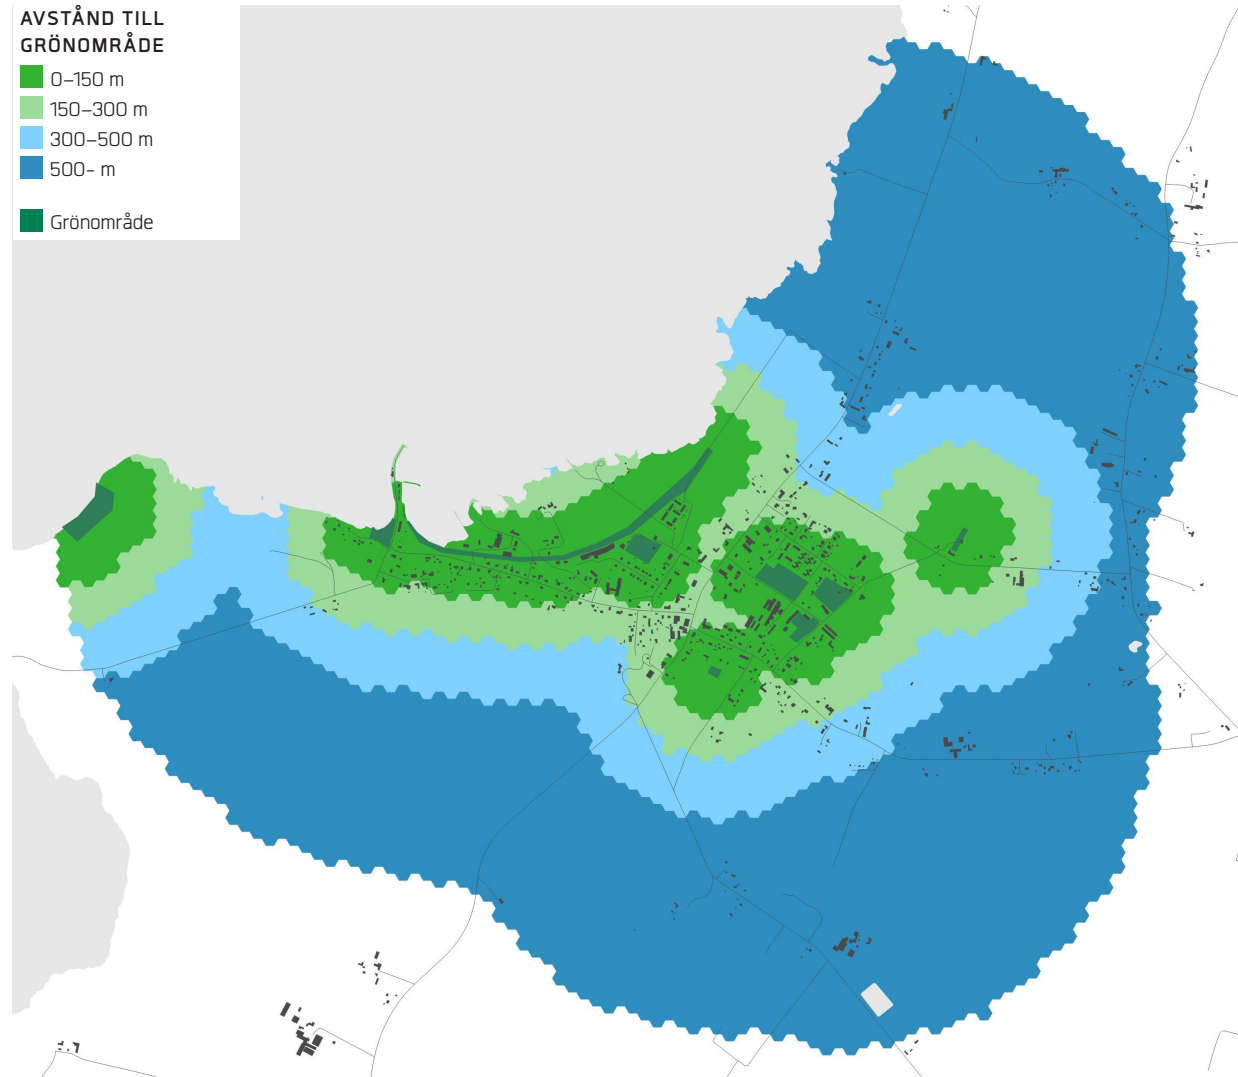 AVSTÅND TILL
GRÖNOMRÅDE
0–150 m
150–300 m
300–500 m
500- m
Grönområde